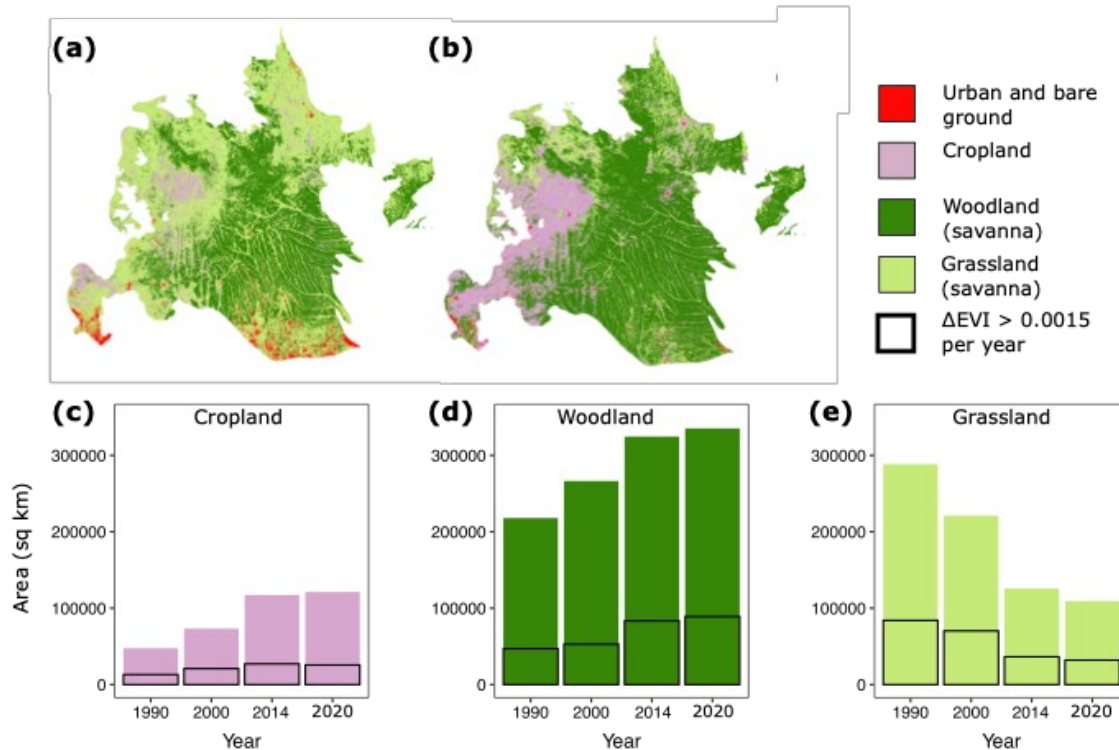 (a)
(b)
Urban and bare
ground
Cropland
Woodland
(savanna)
Grassland
(savanna)
ΔEVI > 0.0015
per year
(c)
Cropland
(d)
Woodland
(e)
Grassland
Area (sq km)
300000
200000
100000
0
1990
2000
2014
2020
Year
300000
200000
100000
0
1990
2000
2014
2020
Year
300000
200000
100000
0
1990
2000
2014
2020
Year